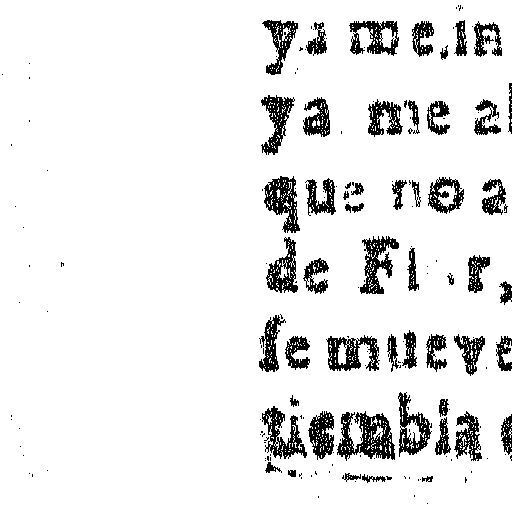 ya me in
ya me al
que no a
de Fl r,
ſe mueve
tiembla